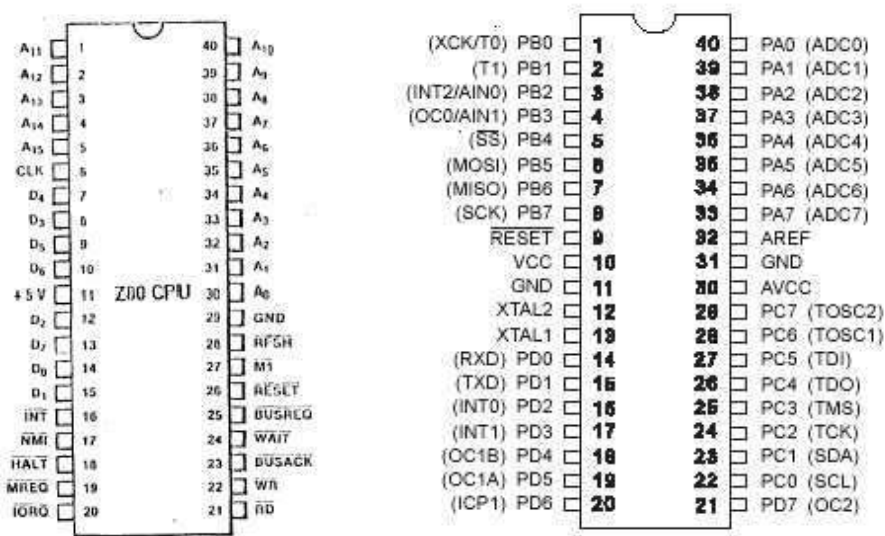 A₁₁ 1 40 A₁₀
A₁₂ 2 39 A₉
A₁₃ 3 38 A₈
A₁₄ 4 37 A₇
A₁₅ 5 36 A₆
CLK 6 35 A₅
D₄ 7 34 A₄
D₃ 8 33 A₃
D₅ 9 32 A₂
D₆ 10 31 A₁
+5V 11 Z80 CPU 30 A₀
D₂ 12 29 GND
D₇ 13 28 RFSH
D₀ 14 27 M1
D₁ 15 26 RESET
INT 16 25 BUSREQ
NMI 17 24 WAIT
HALT 18 23 BUSACK
MREQ 19 22 WR
IORQ 20 21 RD
(XCK/T0) PB0 1 40 PA0 (ADC0)
(T1) PB1 2 39 PA1 (ADC1)
(INT2/AIN0) PB2 3 38 PA2 (ADC2)
(OC0/AIN1) PB3 4 37 PA3 (ADC3)
(SS) PB4 5 36 PA4 (ADC4)
(MOSI) PB5 6 35 PA5 (ADC5)
(MISO) PB6 7 34 PA6 (ADC6)
(SCK) PB7 8 33 PA7 (ADC7)
RESET 9 32 AREF
VCC 10 31 GND
GND 11 30 AVCC
XTAL2 12 29 PC7 (TOSC2)
XTAL1 13 28 PC6 (TOSC1)
(RXD) PD0 14 27 PC5 (TDI)
(TXD) PD1 15 26 PC4 (TDO)
(INT0) PD2 16 25 PC3 (TMS)
(INT1) PD3 17 24 PC2 (TCK)
(OC1B) PD4 18 23 PC1 (SDA)
(OC1A) PD5 19 22 PC0 (SCL)
(ICP1) PD6 20 21 PD7 (OC2)